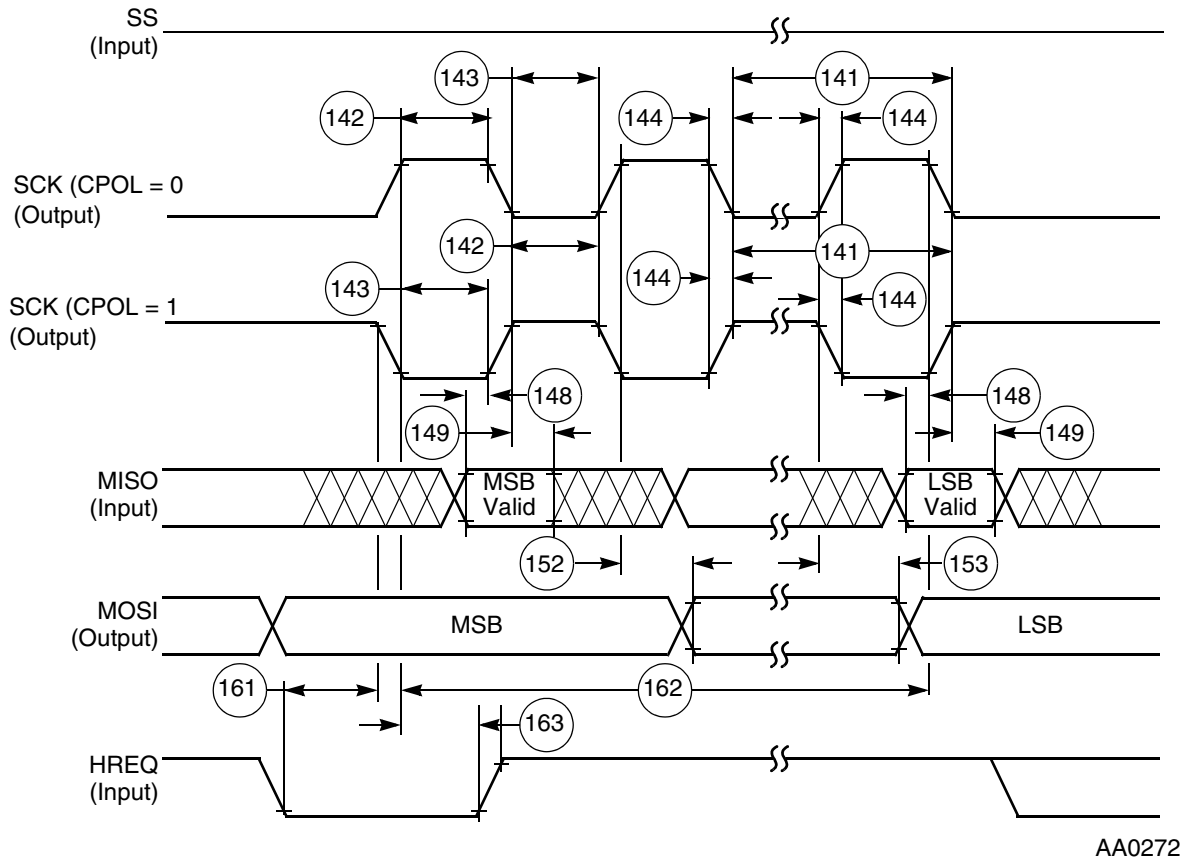 SS
(Input)
143
141
142
144
144
SCK (CPOL = 0
(Output)
142
141
144
143
144
SCK (CPOL = 1
(Output)
148
148
149
149
MISO
(Input)
MSB
Valid
LSB
Valid
152
153
MOSI
(Output)
MSB
LSB
161
162
163
HREQ
(Input)
AA0272